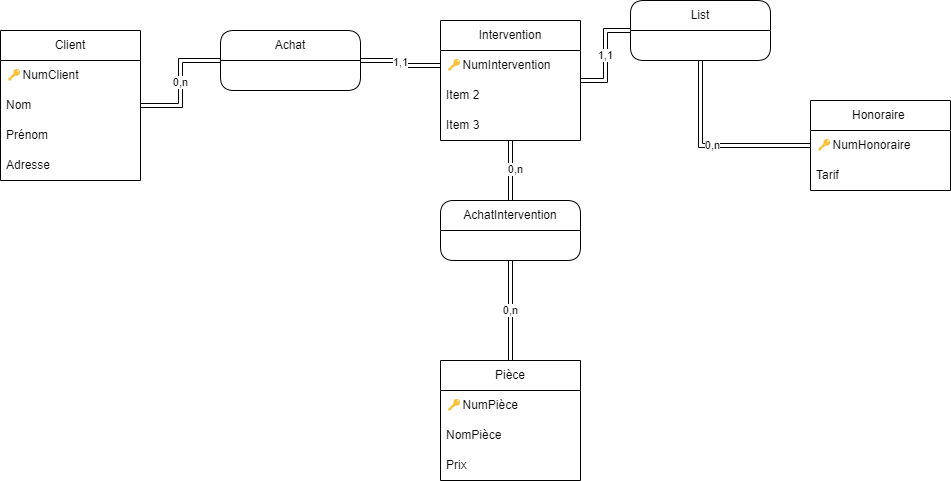 Client
NumClient
Nom
Prénom
Adresse
0,n
Achat
1,1
Intervention
NumIntervention
Item 2
Item 3
1,1
List
0,n
Honoraire
NumHonoraire
Tarif
0,n
AchatIntervention
0,n
Pièce
NumPièce
NomPièce
Prix